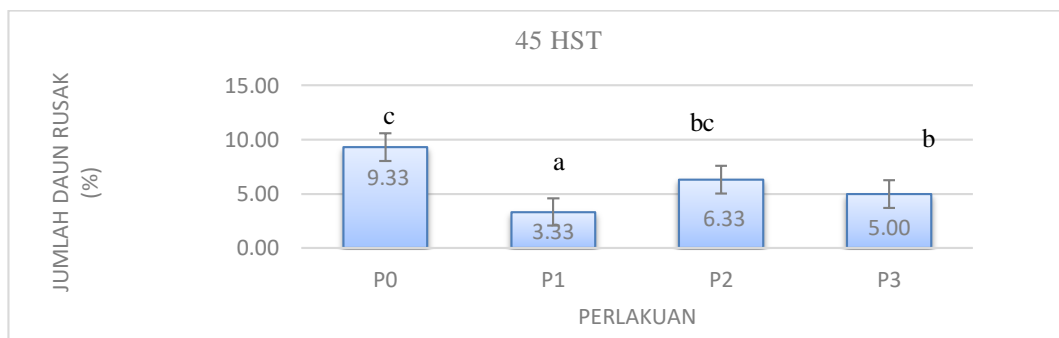 45 HST
JUMLAH DAUN RUSAK
(%)
15.00
10.00
5.00
0.00
c
a
bc
b
9.33
3.33
6.33
5.00
P0
P1
P2
P3
PERLAKUAN